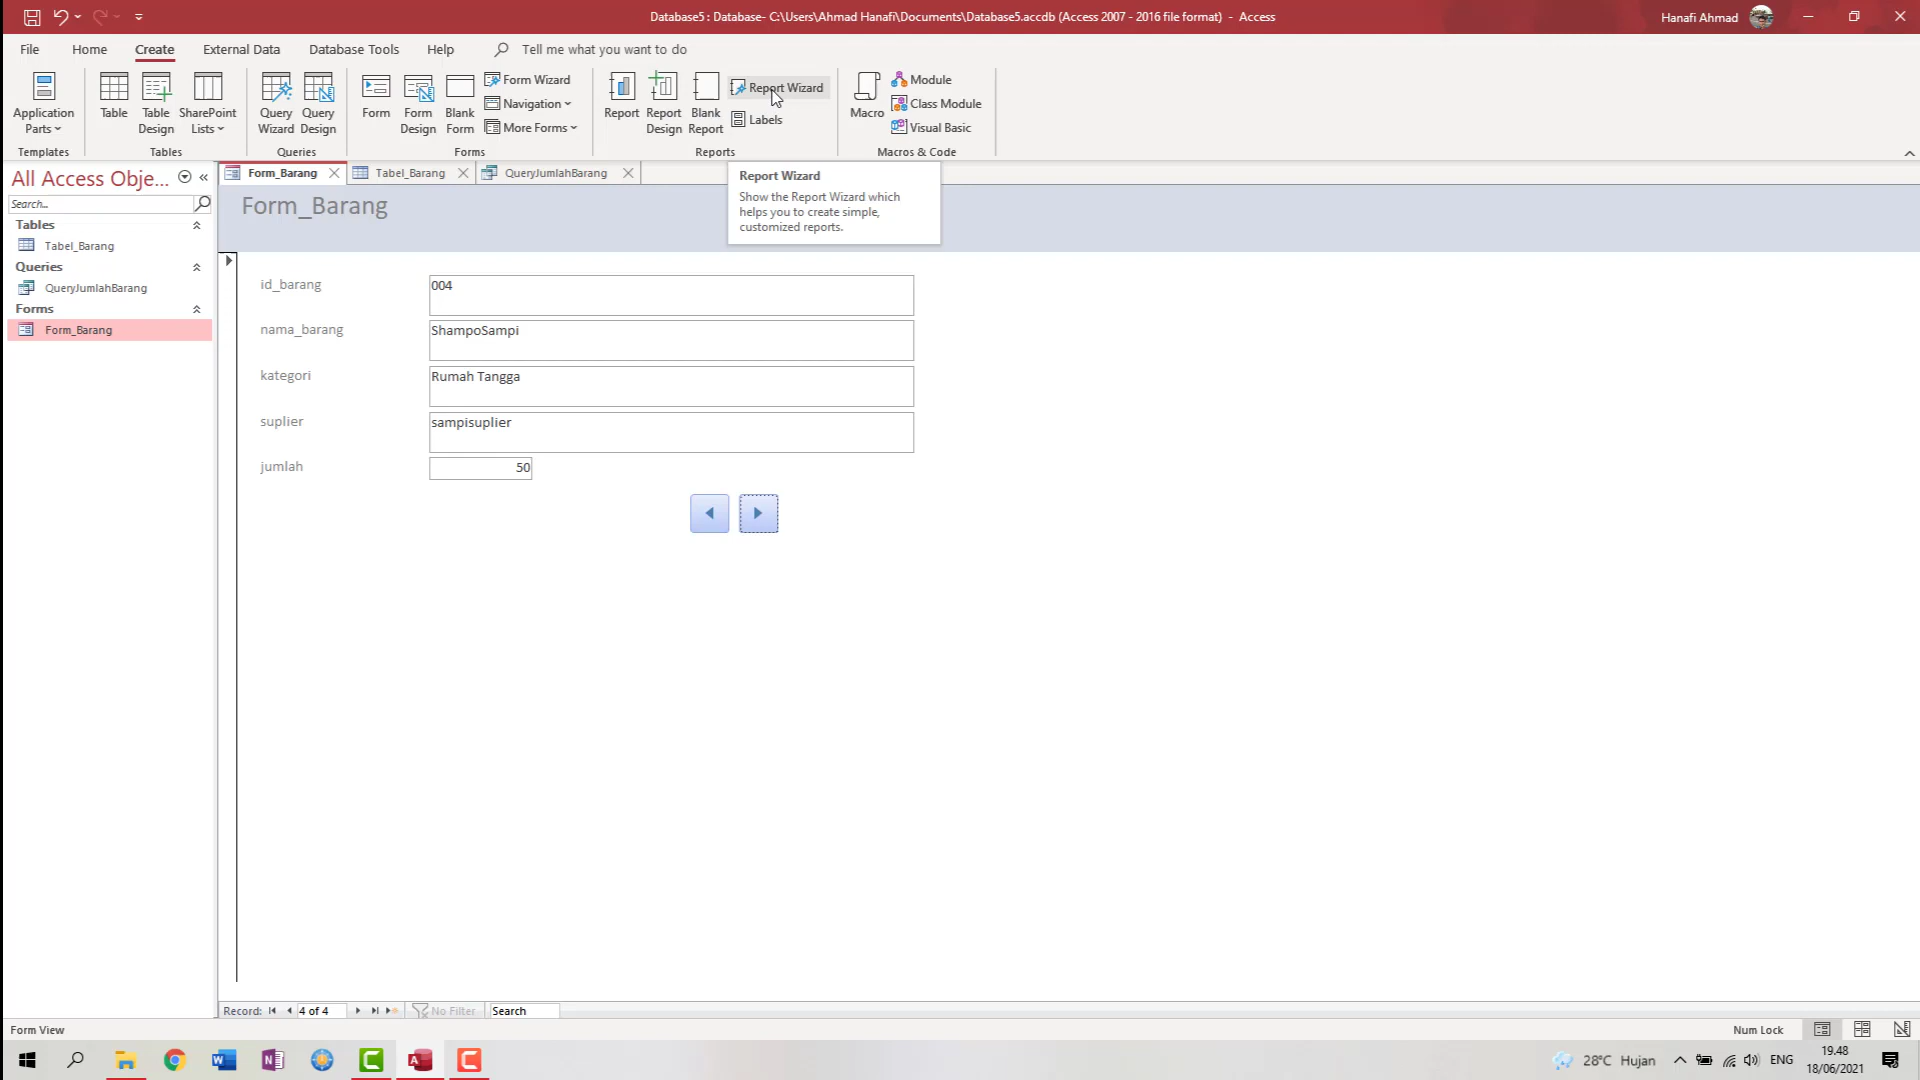 Database5 : Database- C:\Users\Ahmad Hanafi\Documents\Database5.accdb (Access 2007 - 2016 file format)  -  Access
Hanafi Ahmad
File
Home
Create
External Data
Database Tools
Help
Tell me what you want to do
Application Parts
Table
Table Design
SharePoint Lists
Query Wizard
Query Design
Form
Form Design
Blank Form
Form Wizard
Navigation
More Forms
Report
Report Design
Blank Report
Report Wizard
Labels
Macro
Module
Class Module
Visual Basic
Templates
Tables
Queries
Forms
Reports
Macros & Code
All Access Obje...
Search...
Tables
Tabel_Barang
Queries
QueryJumlahBarang
Forms
Form_Barang
Form_Barang
Tabel_Barang
QueryJumlahBarang
Report Wizard
Show the Report Wizard which
helps you to create simple,
customized reports.
Form_Barang
id_barang 004
nama_barang ShampoSampi
kategori Rumah Tangga
suplier sampisuplier
jumlah 50
Record: 4 of 4 No Filter Search
Form View
Num Lock
28°C Hujan
ENG
19.48
18/06/2021